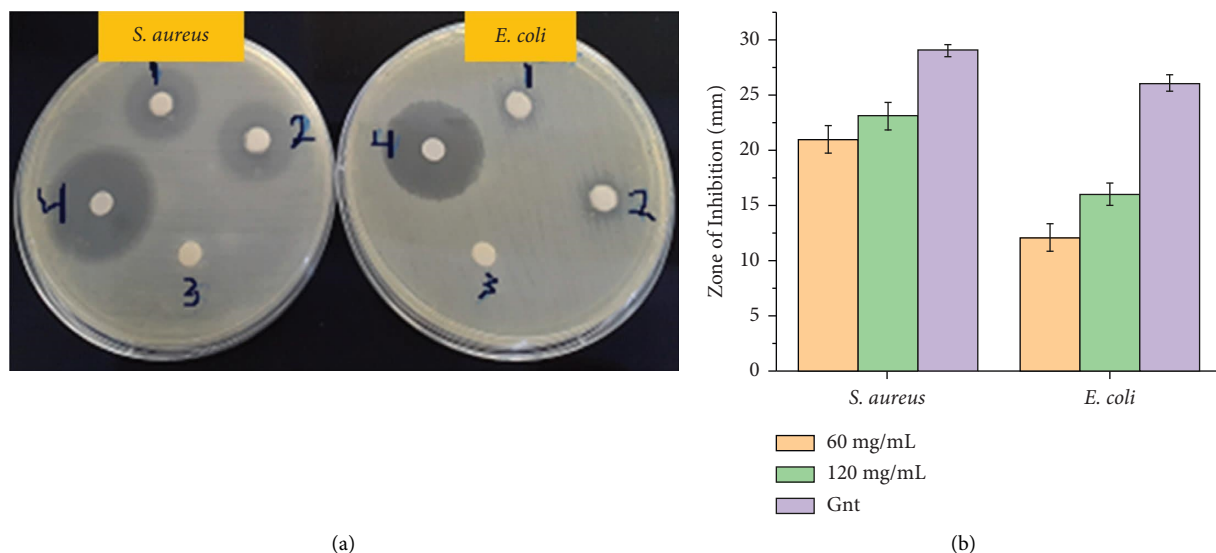 S. aureus
E. coli
1
2
4
3
1
4
2
3
Zone of Inhibition (mm)
30
25
20
15
10
5
0
S. aureus
E. coli
60 mg/mL
120 mg/mL
Gnt
(a)
(b)